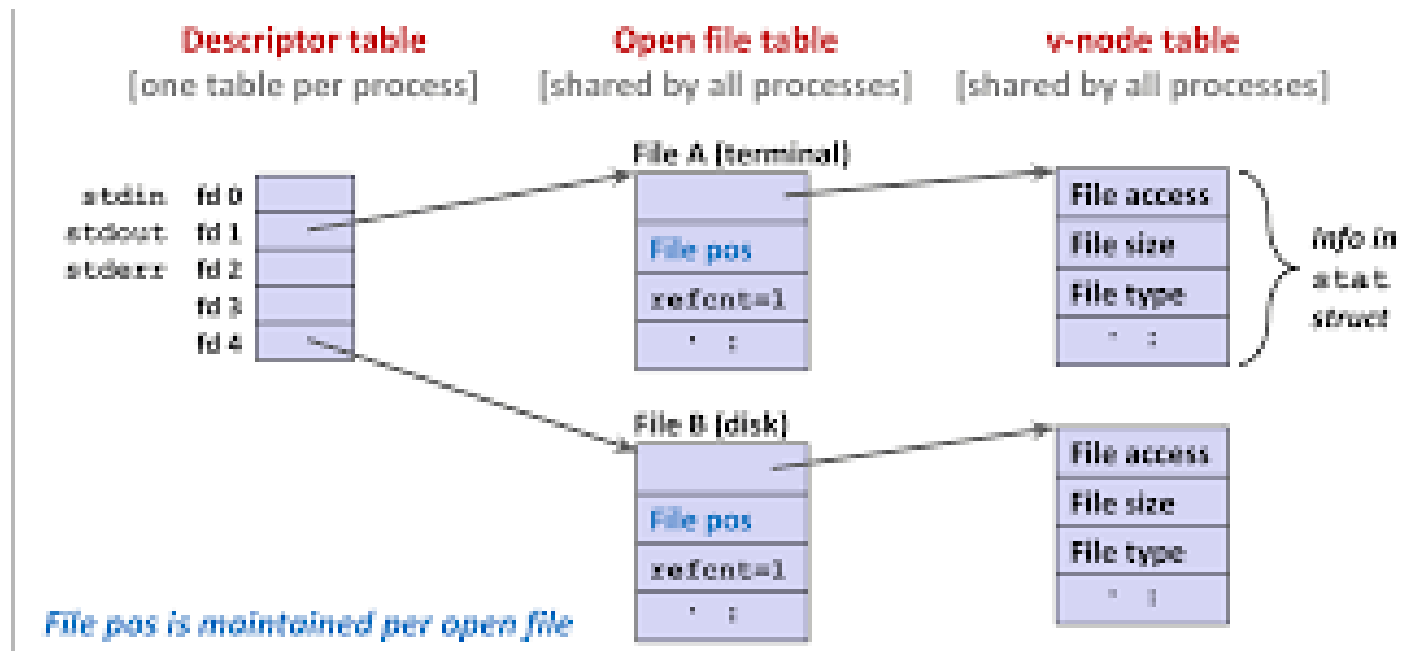 Descriptor table
[one table per process]
Open file table
[shared by all processes]
v-node table
[shared by all processes]
stdin fd 0
stdout fd 1
stderr fd 2
fd 3
fd 4
File A (terminal)
File pos
refcnt=1
File access
File size
File type
Info in
stat
struct
File B (disk)
File pos
refcnt=1
File access
File size
File type
File pos is maintained per open file